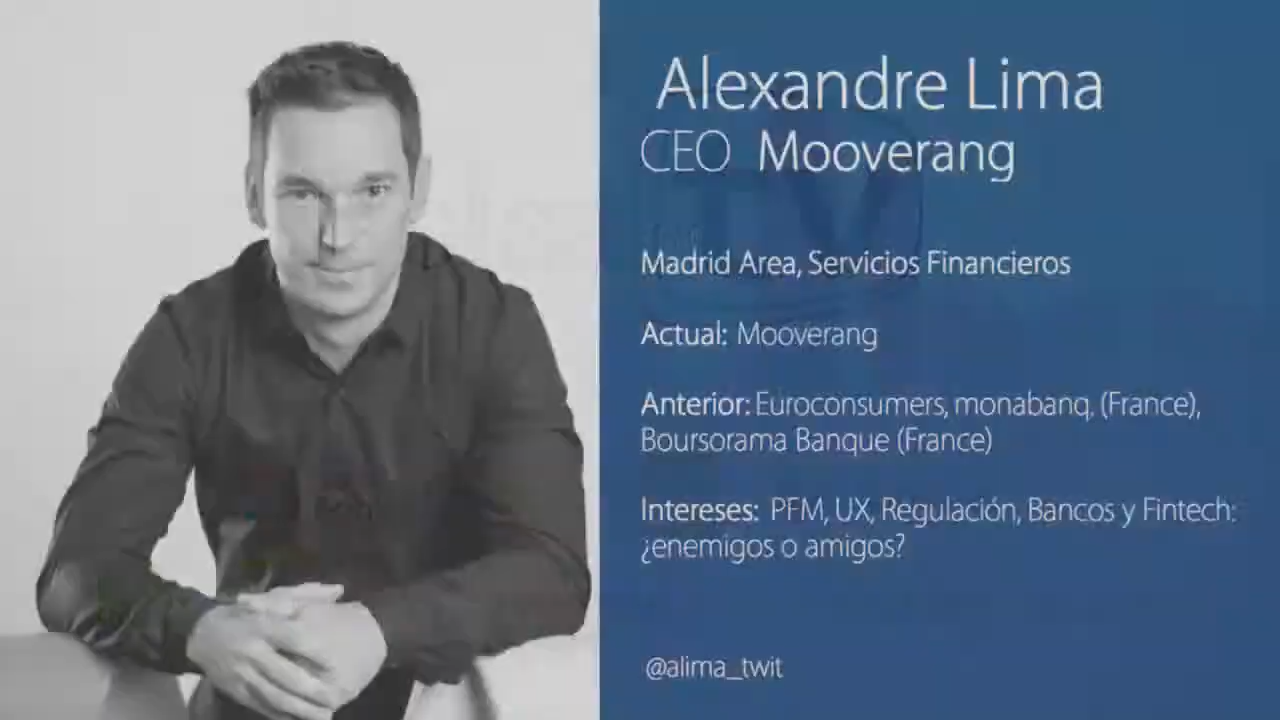 Alexandre Lima
CEO Mooverang
Madrid Area, Servicios Financieros
Actual: Mooverang
Anterior: Euroconsumers, monabanq, (France),
Boursorama Banque (France)
Intereses: PFM, UX, Regulación, Bancos y Fintech:
¿enemigos o amigos?
@alima_twit